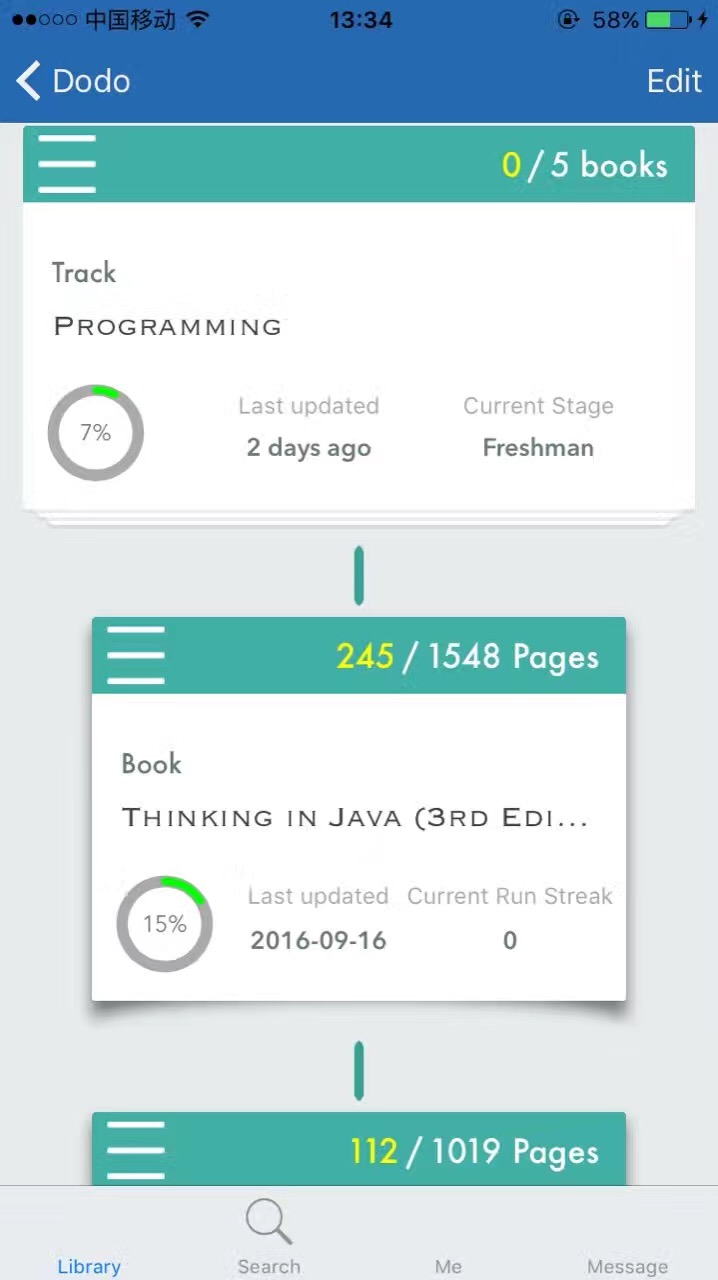 中国移动 13:34 58%
Dodo Edit
0 / 5 books
Track
PROGRAMMING
7%
Last updated Current Stage
2 days ago Freshman
245 / 1548 Pages
Book
THINKING IN JAVA (3RD EDI...
15%
Last updated Current Run Streak
2016-09-16 0
112 / 1019 Pages
Library Search Me Message